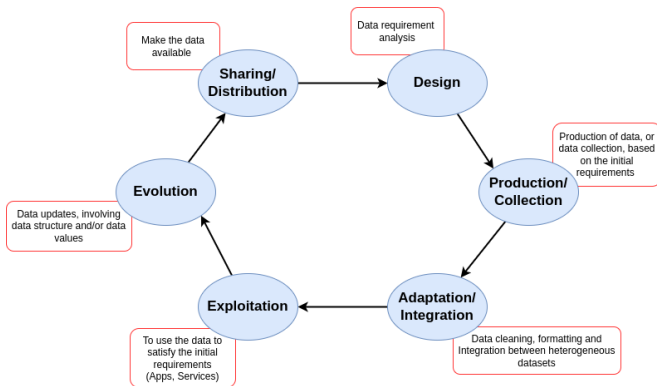 Make the data
available
Sharing/
Distribution
Data requirement
analysis
Design
Production of data, or
data collection, based
on the initial
requirements
Production/
Collection
Evolution
Data updates, involving
data structure and/or data
values
Adaptation/
Integration
Data cleaning, formatting and
Integration between heterogeneous
datasets
Exploitation
To use the data to
satisfy the initial
requirements
(Apps, Services)